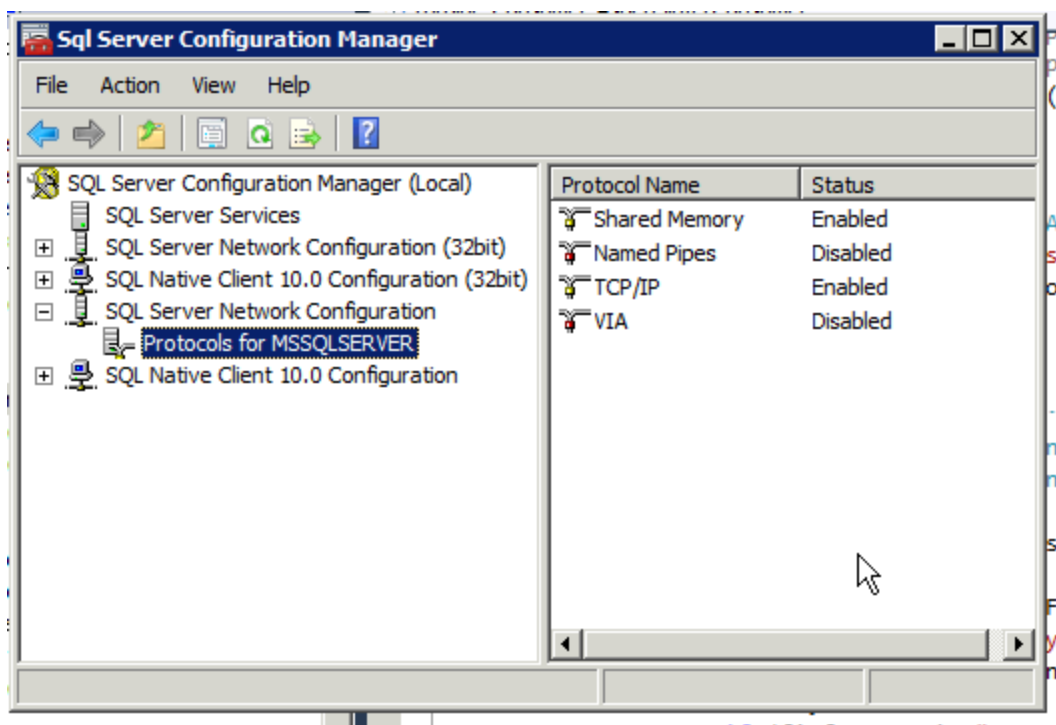 Sql Server Configuration Manager
File Action View Help
SQL Server Configuration Manager (Local)
SQL Server Services
SQL Server Network Configuration (32bit)
SQL Native Client 10.0 Configuration (32bit)
SQL Server Network Configuration
Protocols for MSSQLSERVER
SQL Native Client 10.0 Configuration
Protocol Name Status
Shared Memory Enabled
Named Pipes Disabled
TCP/IP Enabled
VIA Disabled